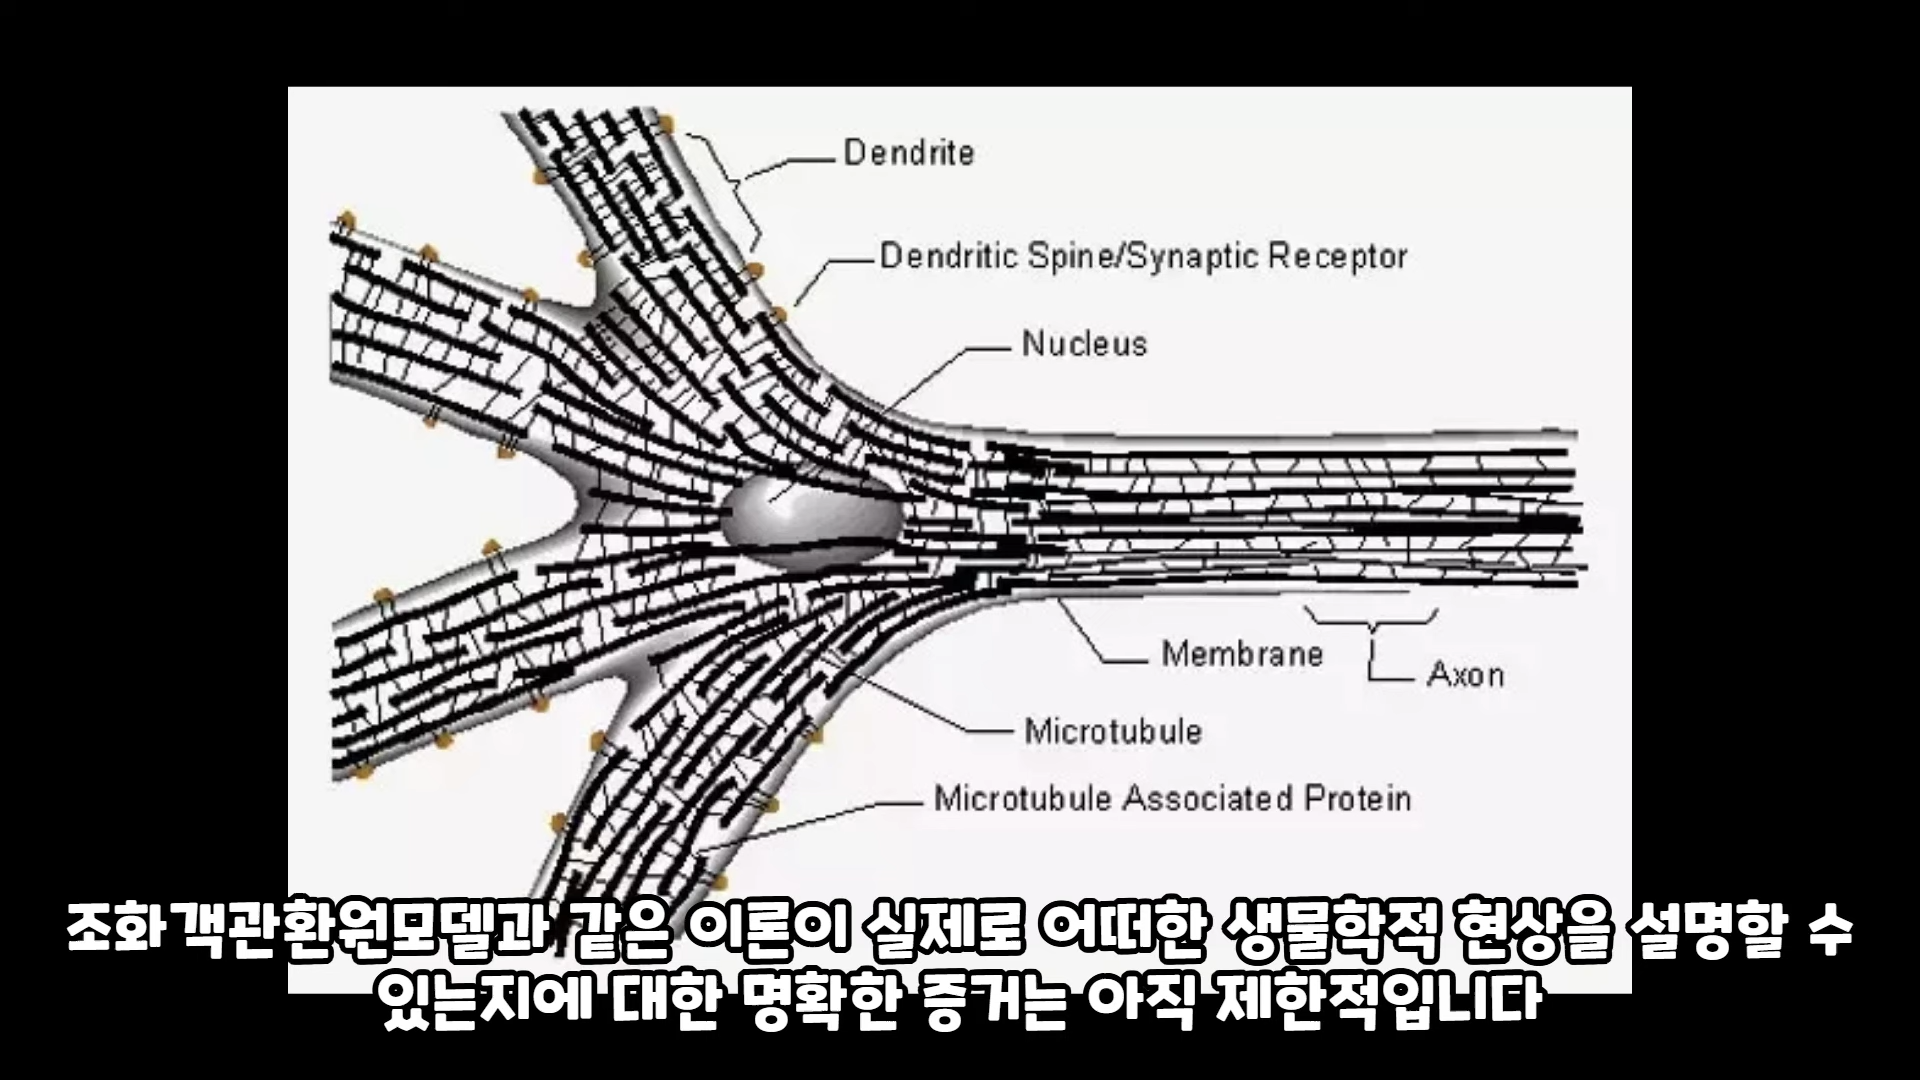 Dendrite
Dendritic Spine/Synaptic Receptor
Nucleus
Membrane
Axon
Microtubule
Microtubule Associated Protein
조화객관환원모델과 같은 이론이 실제로 어떠한 생물학적 현상을 설명할 수
있는지에 대한 명확한 증거는 아직 제한적입니다